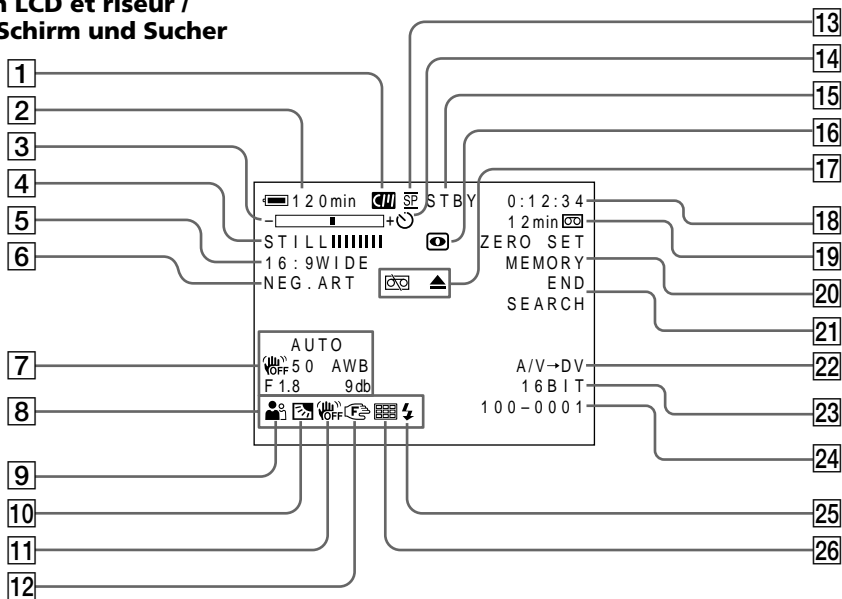 n LCD et riseur /
Schirm und Sucher
1
2
3
4
5
6
7
8
9
10
11
12
13
14
15
16
17
18
19
20
21
22
23
24
25
26
120min SP STBY 0:12:34
− + 12min
STILL ZERO SET
16:9WIDE MEMORY
NEG.ART END
SEARCH
AUTO
OFF 50 AWB A/V→DV
F1.8 9db 16BIT
OFF F 100–0001